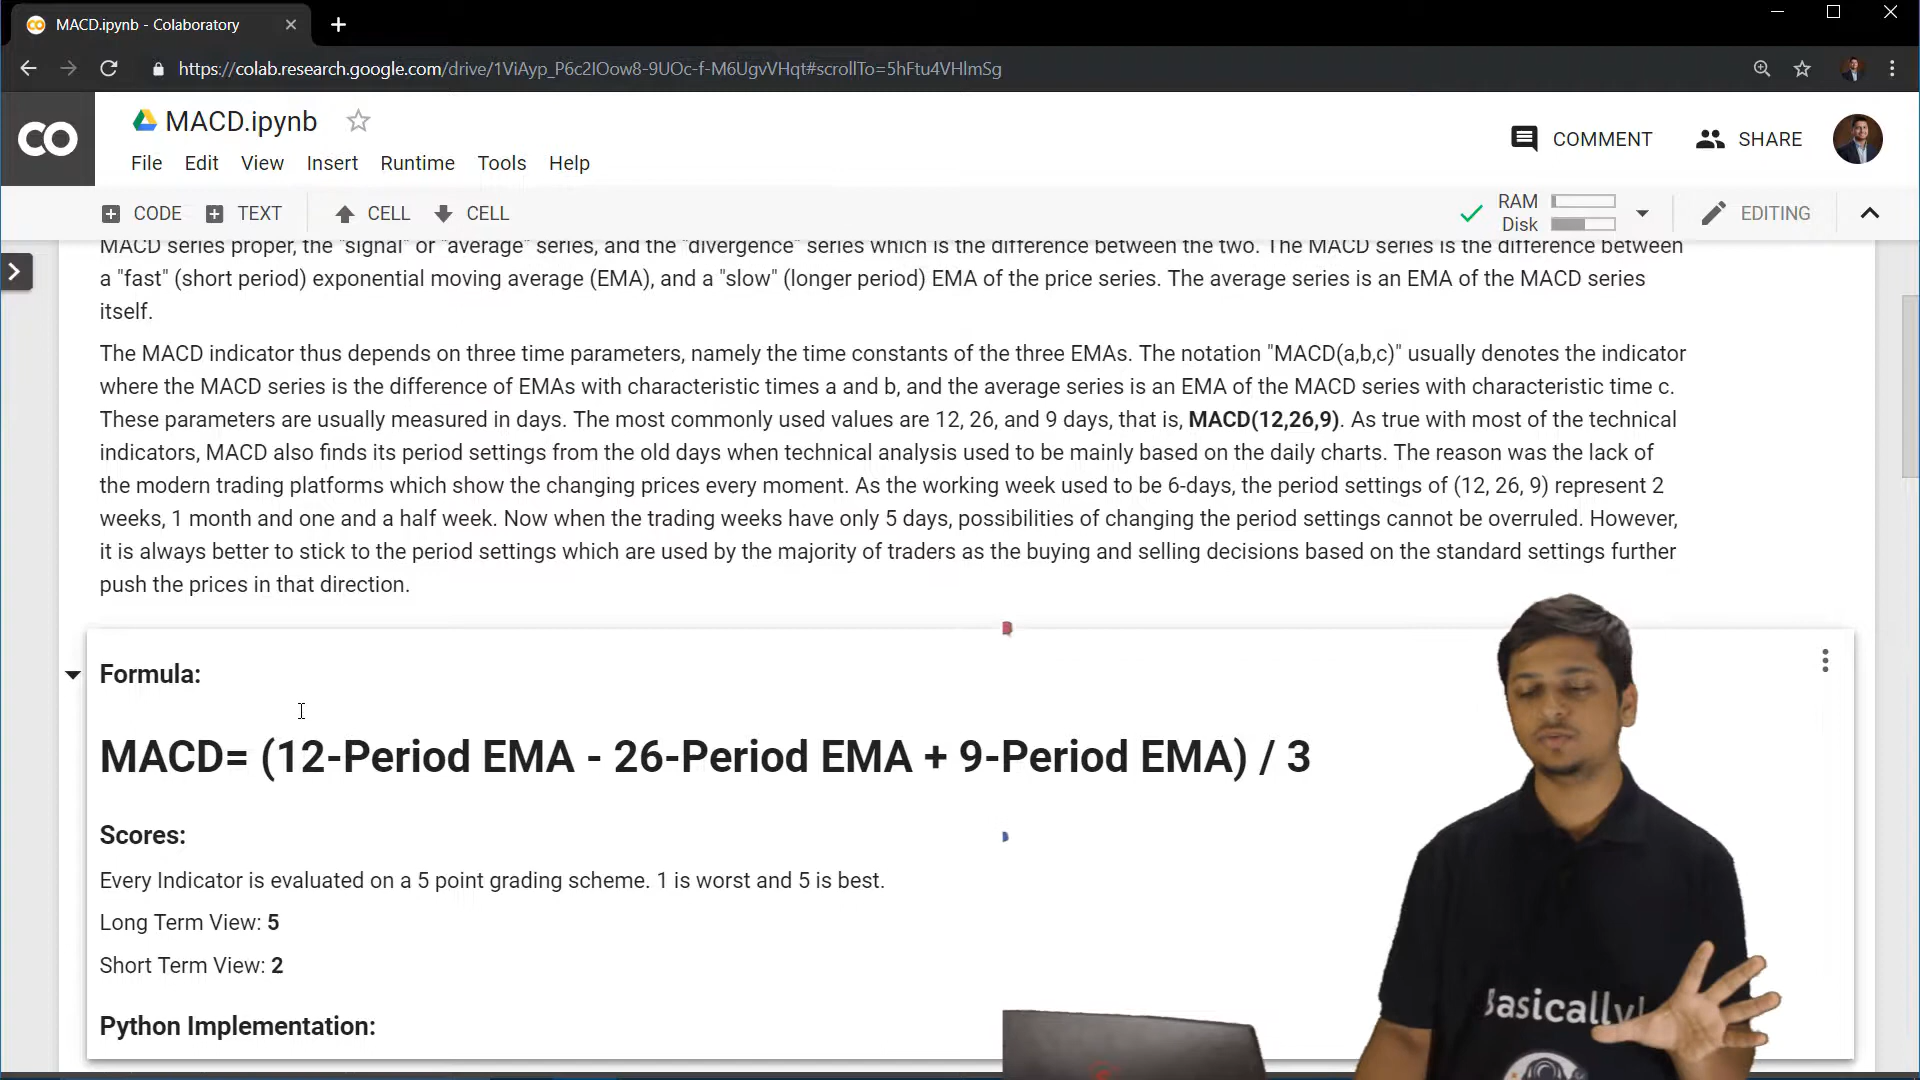 MACD.ipynb - Colaboratory
https://colab.research.google.com/drive/1ViAyp_P6c2IOow8-9UOc-f-M6UgvVHqt#scrollTo=5hFtu4VHlmSg
CO
MACD.ipynb
COMMENT
SHARE
File Edit View Insert Runtime Tools Help
CODE TEXT CELL CELL
RAM
Disk
EDITING
MACD series proper, the "signal" or "average" series, and the "divergence" series which is the difference between the two. The MACD series is the difference between
a "fast" (short period) exponential moving average (EMA), and a "slow" (longer period) EMA of the price series. The average series is an EMA of the MACD series
itself.
The MACD indicator thus depends on three time parameters, namely the time constants of the three EMAs. The notation "MACD(a,b,c)" usually denotes the indicator
where the MACD series is the difference of EMAs with characteristic times a and b, and the average series is an EMA of the MACD series with characteristic time c.
These parameters are usually measured in days. The most commonly used values are 12, 26, and 9 days, that is, MACD(12,26,9). As true with most of the technical
indicators, MACD also finds its period settings from the old days when technical analysis used to be mainly based on the daily charts. The reason was the lack of
the modern trading platforms which show the changing prices every moment. As the working week used to be 6-days, the period settings of (12, 26, 9) represent 2
weeks, 1 month and one and a half week. Now when the trading weeks have only 5 days, possibilities of changing the period settings cannot be overruled. However,
it is always better to stick to the period settings which are used by the majority of traders as the buying and selling decisions based on the standard settings further
push the prices in that direction.
Formula:
MACD= (12-Period EMA - 26-Period EMA + 9-Period EMA) / 3
Scores:
Every Indicator is evaluated on a 5 point grading scheme. 1 is worst and 5 is best.
Long Term View: 5
Short Term View: 2
Python Implementation:
Basically